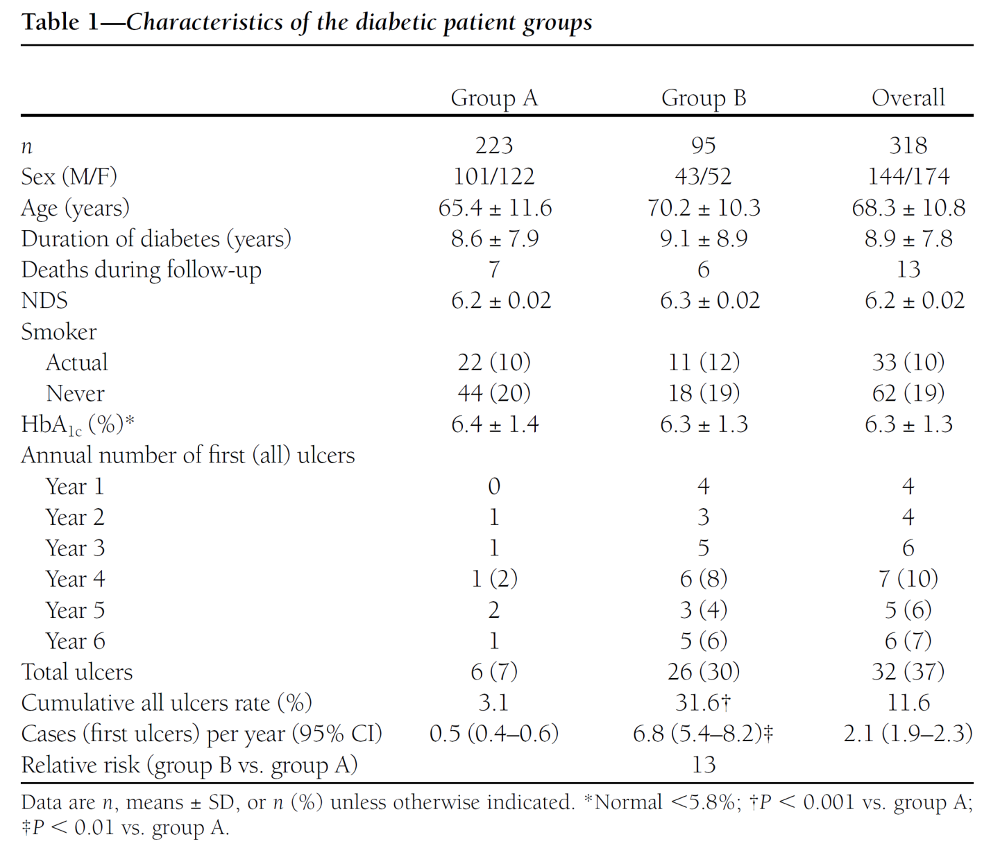 Table 1—Characteristics of the diabetic patient groups
Group A Group B Overall
n 223 95 318
Sex (M/F) 101/122 43/52 144/174
Age (years) 65.4 ± 11.6 70.2 ± 10.3 68.3 ± 10.8
Duration of diabetes (years) 8.6 ± 7.9 9.1 ± 8.9 8.9 ± 7.8
Deaths during follow-up 7 6 13
NDS 6.2 ± 0.02 6.3 ± 0.02 6.2 ± 0.02
Smoker
Actual 22 (10) 11 (12) 33 (10)
Never 44 (20) 18 (19) 62 (19)
HbA1c (%)* 6.4 ± 1.4 6.3 ± 1.3 6.3 ± 1.3
Annual number of first (all) ulcers
Year 1 0 4 4
Year 2 1 3 4
Year 3 1 5 6
Year 4 1 (2) 6 (8) 7 (10)
Year 5 2 3 (4) 5 (6)
Year 6 1 5 (6) 6 (7)
Total ulcers 6 (7) 26 (30) 32 (37)
Cumulative all ulcers rate (%) 3.1 31.6† 11.6
Cases (first ulcers) per year (95% CI) 0.5 (0.4–0.6) 6.8 (5.4–8.2)‡ 2.1 (1.9–2.3)
Relative risk (group B vs. group A) 13
Data are n, means ± SD, or n (%) unless otherwise indicated. *Normal <5.8%; †P < 0.001 vs. group A;
‡P < 0.01 vs. group A.